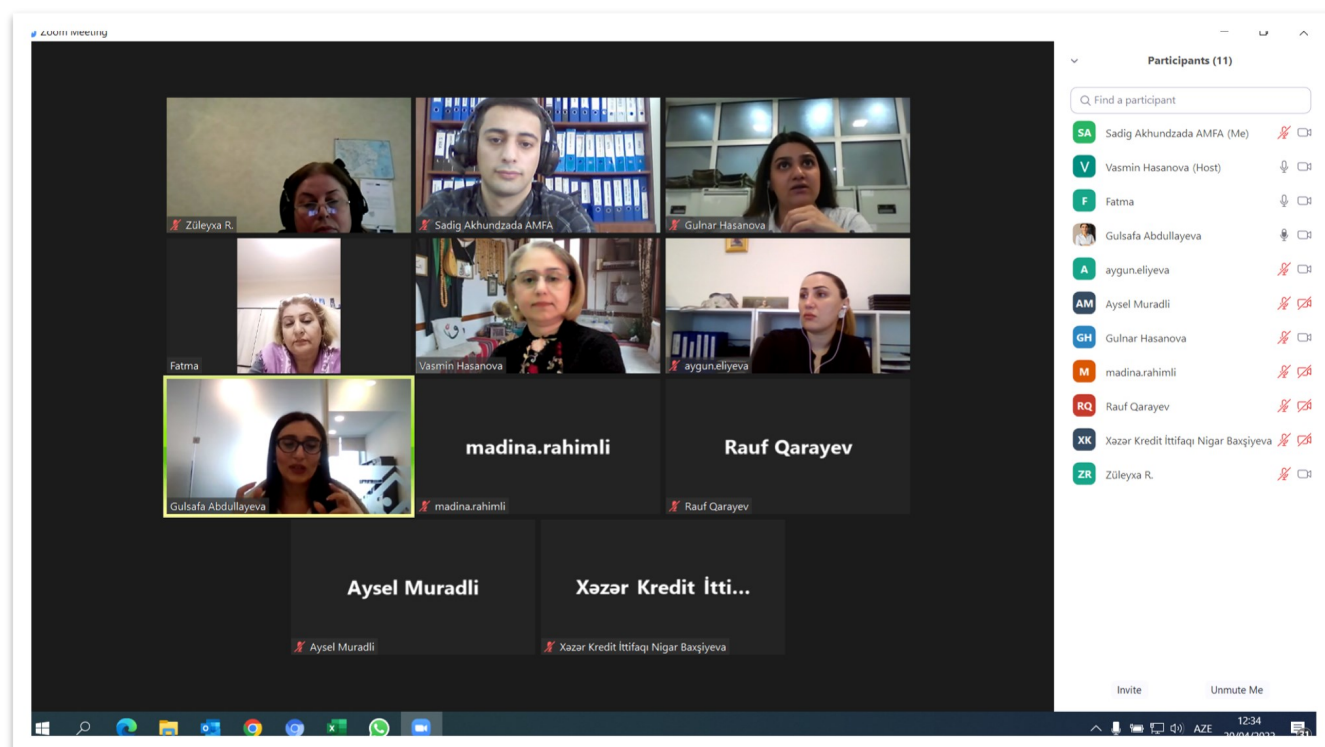 Zoom Meeting
Participants (11)
Find a participant
SA Sadig Akhundzada AMFA (Me)
V Vasmin Hasanova (Host)
F Fatma
Gulsafa Abdullayeva
A aygun.eliyeva
AM Aysel Muradli
GH Gulnar Hasanova
M madina.rahimli
RQ Rauf Qarayev
XK Xəzər Kredit İttifaqı Nigar Baxşiyeva
ZR Züleyxa R.
Züleyxa R.
Sadig Akhundzada AMFA
Gulnar Hasanova
Fatma
Vasmin Hasanova
aygun.eliyeva
Gulsafa Abdullayeva
madina.rahimli
madina.rahimli
Rauf Qarayev
Rauf Qarayev
Aysel Muradli
Aysel Muradli
Xəzər Kredit İtti...
Xəzər Kredit İttifaqı Nigar Baxşiyeva
Invite
Unmute Me
AZE
12:34